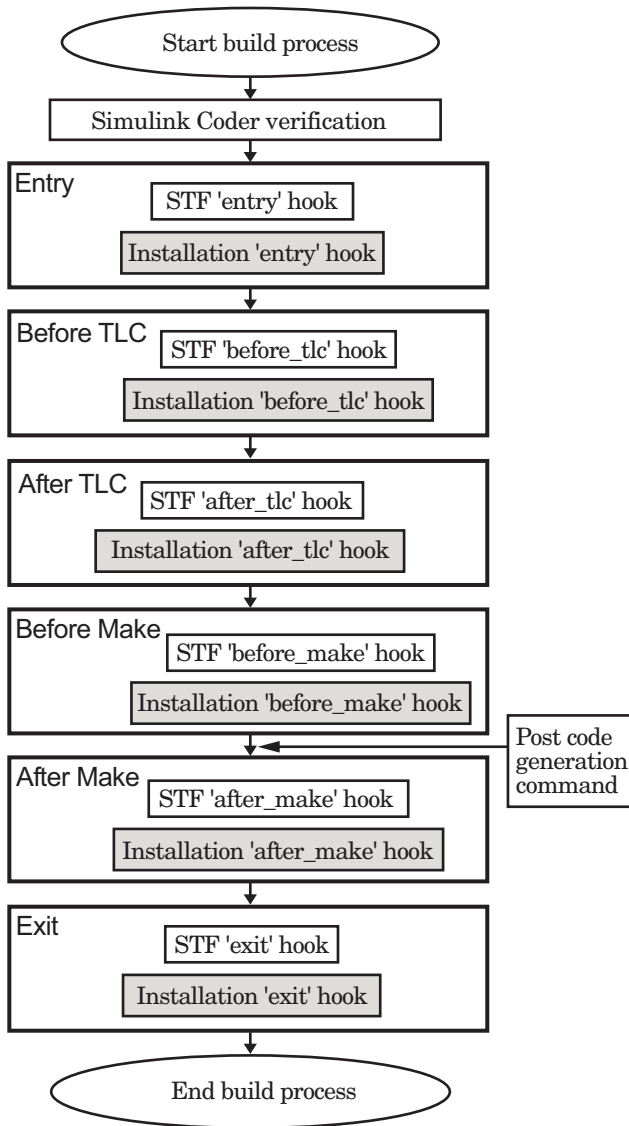 Start build process
Simulink Coder verification
Entry
STF 'entry' hook
Installation 'entry' hook
Before TLC
STF 'before_tlc' hook
Installation 'before_tlc' hook
After TLC
STF 'after_tlc' hook
Installation 'after_tlc' hook
Before Make
STF 'before_make' hook
Installation 'before_make' hook
Post code
generation
command
After Make
STF 'after_make' hook
Installation 'after_make' hook
Exit
STF 'exit' hook
Installation 'exit' hook
End build process